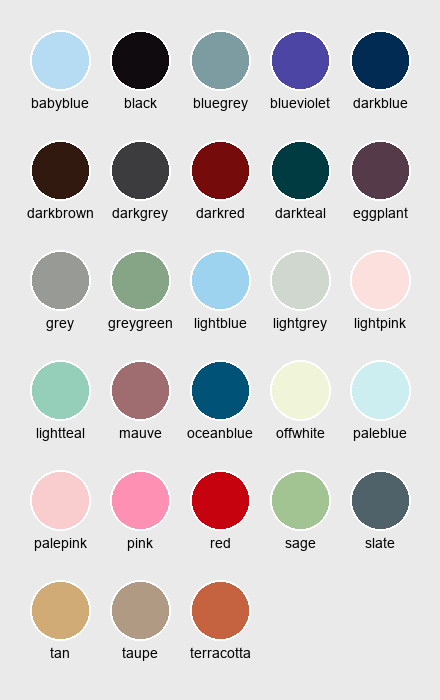 babyblue black bluegrey blueviolet darkblue
darkbrown darkgrey darkred darkteal eggplant
grey greygreen lightblue lightgrey lightpink
lightteal mauve oceanblue offwhite paleblue
palepink pink red sage slate
tan taupe terracotta